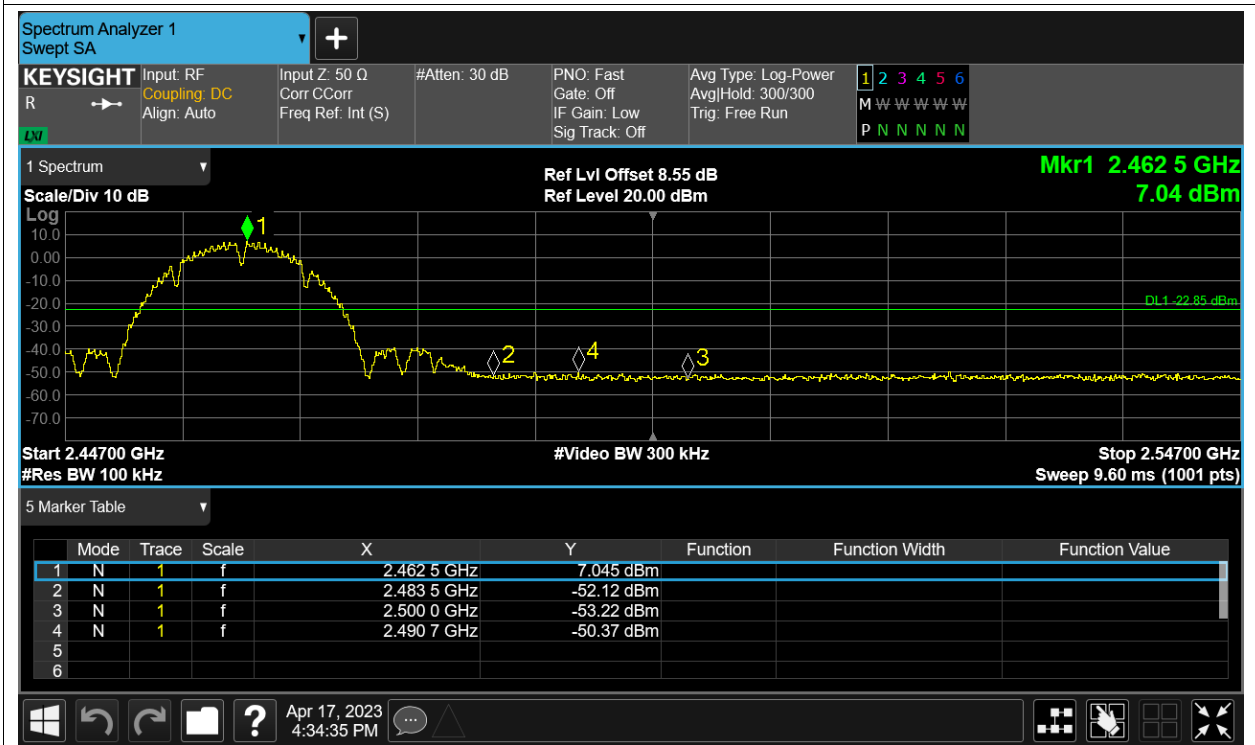 Spectrum Analyzer 1
Swept SA
KEYSIGHT Input: RF Input Z: 50 Ω #Atten: 30 dB PNO: Fast Avg Type: Log-Power 1 2 3 4 5 6
R Coupling: DC Corr CCorr Gate: Off Avg|Hold: 300/300 M W W W W W W
Align: Auto Freq Ref: Int (S) IF Gain: Low Trig: Free Run
LXI Sig Track: Off P N N N N N N
1 Spectrum Ref Lvl Offset 8.55 dB Mkr1 2.462 5 GHz
Scale/Div 10 dB Ref Level 20.00 dBm 7.04 dBm
Log
1
10.0
0.00
-10.0
-20.0
DL1 -22.85 dBm
-30.0
-40.0
2 4 3
-50.0
-60.0
-70.0
Start 2.44700 GHz #Video BW 300 kHz Stop 2.54700 GHz
#Res BW 100 kHz Sweep 9.60 ms (1001 pts)
5 Marker Table
Mode Trace Scale X Y Function Function Width Function Value
1 N 1 f 2.462 5 GHz 7.045 dBm
2 N 1 f 2.483 5 GHz -52.12 dBm
3 N 1 f 2.500 0 GHz -53.22 dBm
4 N 1 f 2.490 7 GHz -50.37 dBm
5
6
? Apr 17, 2023
4:34:35 PM